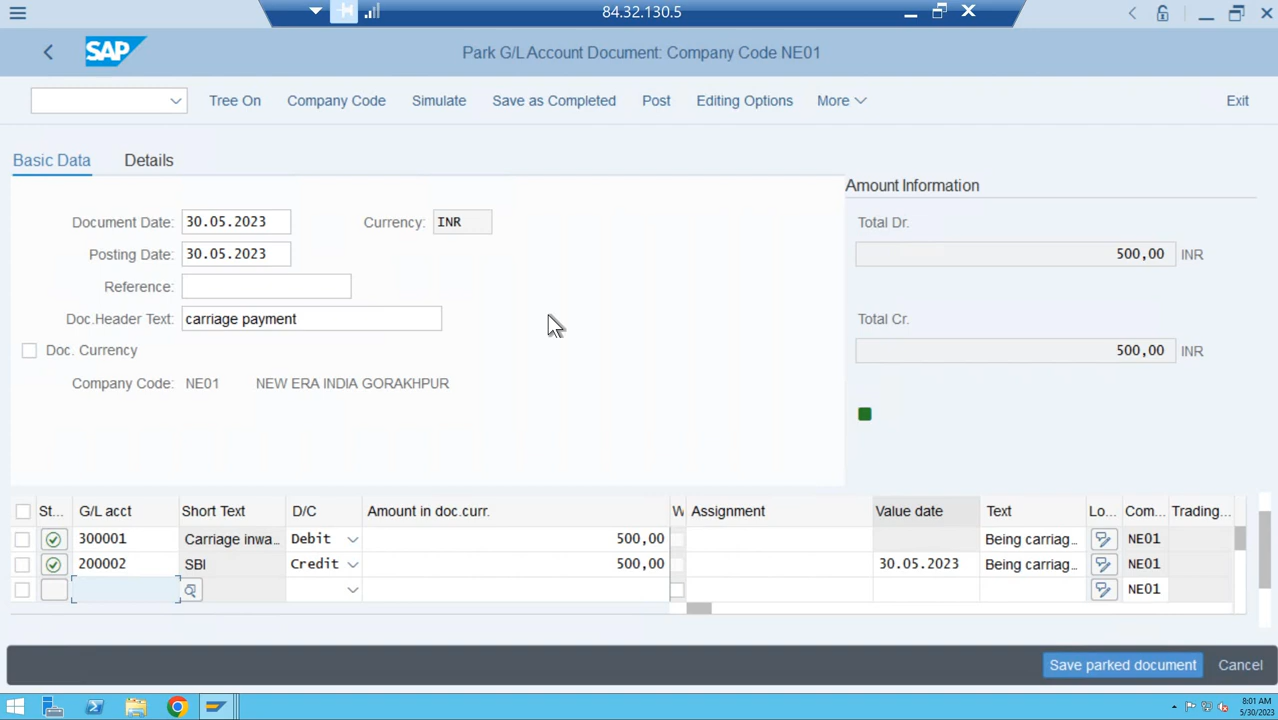 84.32.130.5
SAP
Park G/L Account Document: Company Code NE01
Tree On Company Code Simulate Save as Completed Post Editing Options More Exit
Basic Data Details
Amount Information
Document Date: 30.05.2023 Currency: INR
Total Dr.
Posting Date: 30.05.2023
500,00 INR
Reference:
Doc.Header Text: carriage payment
Total Cr.
Doc. Currency
500,00 INR
Company Code: NE01 NEW ERA INDIA GORAKHPUR
St... G/L acct Short Text D/C Amount in doc.curr. W Assignment Value date Text Lo... Com... Trading...
300001 Carriage inwa... Debit 500,00 Being carriag... NE01
200002 SBI Credit 500,00 30.05.2023 Being carriag... NE01
NE01
Save parked document Cancel
8:01 AM
5/30/2023